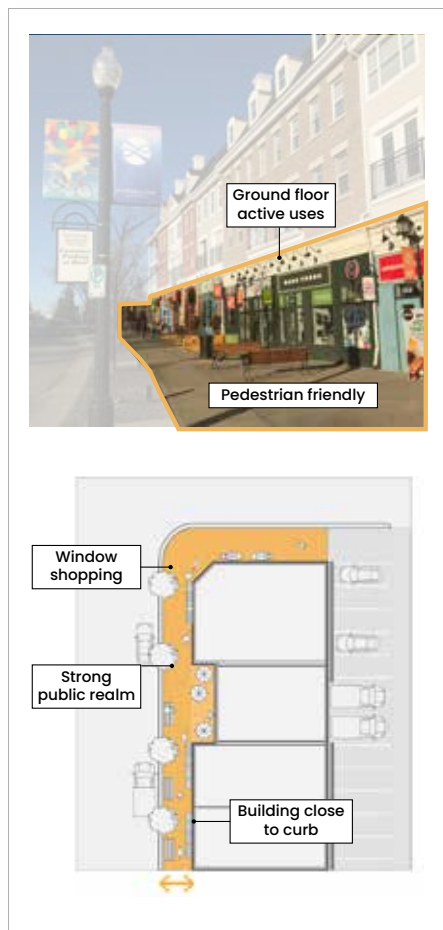 Ground floor
active uses
Pedestrian friendly
Window
shopping
Strong
public realm
Building close
to curb